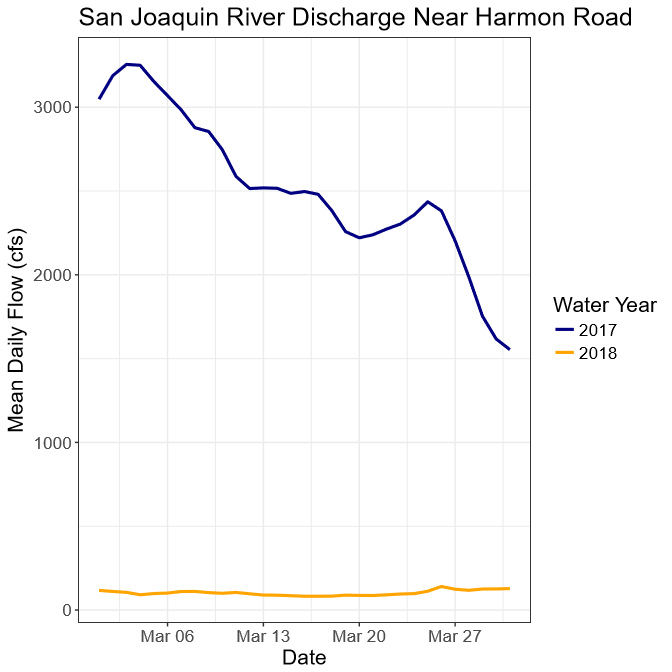 San Joaquin River Discharge Near Harmon Road
Mean Daily Flow (cfs)
3000
2000
1000
0
Mar 06
Mar 13
Mar 20
Mar 27
Date
Water Year
2017
2018